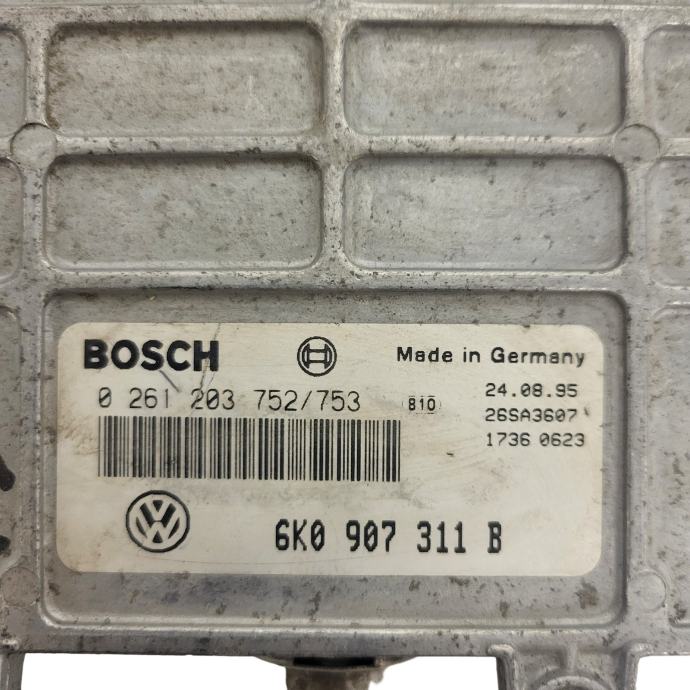 BOSCH
Made in Germany
0 261 203 752/753
810
24.08.95
26SA3607
1736 0623
6K0 907 311 B